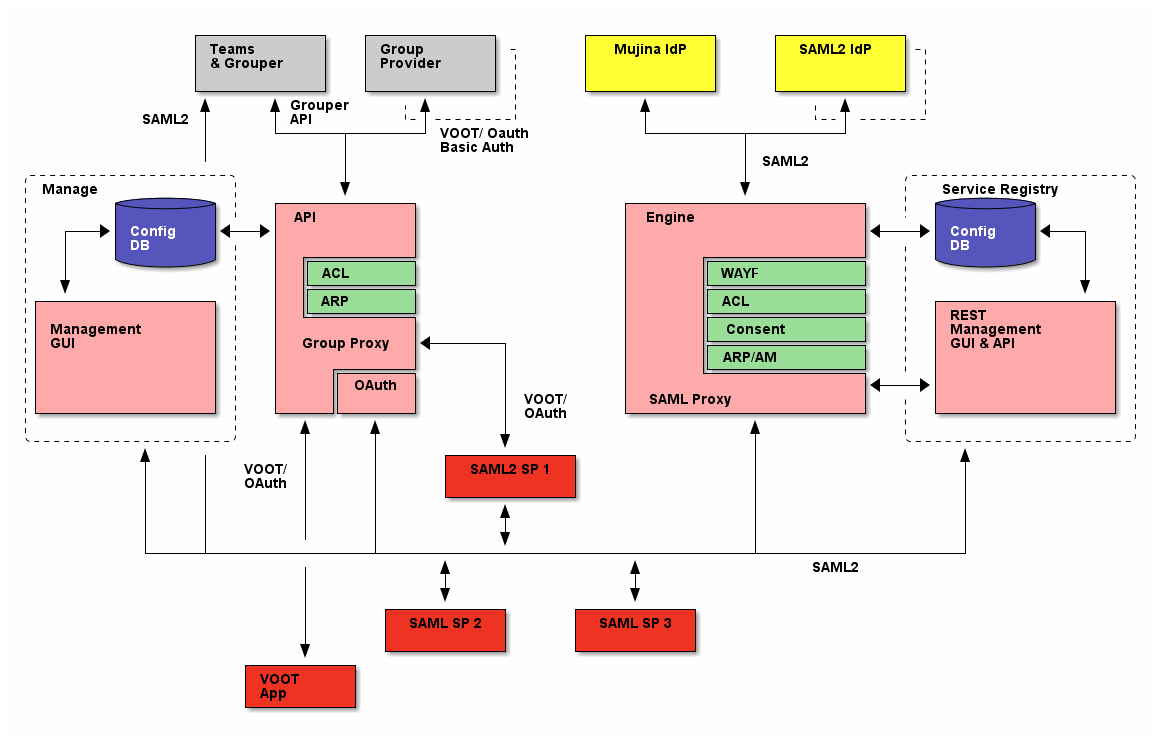 Teams
& Grouper
Group
Provider
Mujina IdP
SAML2 IdP
SAML2
Grouper
API
VOOT/ Oauth
Basic Auth
SAML2
Manage
Config
DB
Management
GUI
API
ACL
ARP
Group Proxy
OAuth
Engine
WAYF
ACL
Consent
ARP/AM
SAML Proxy
Service Registry
Config
DB
REST
Management
GUI & API
VOOT/
OAuth
VOOT/
OAuth
SAML2 SP 1
SAML2
SAML SP 2
SAML SP 3
VOOT
App